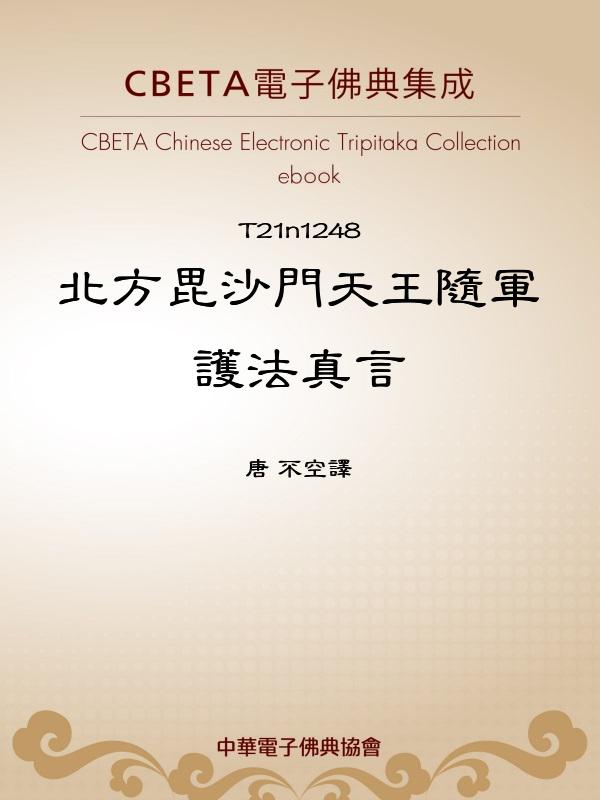 CBETA電子佛典集成
CBETA Chinese Electronic Tripitaka Collection
ebook
T21n1248
北方毘沙門天王隨軍
護法真言
唐 不空譯
中華電子佛典協會